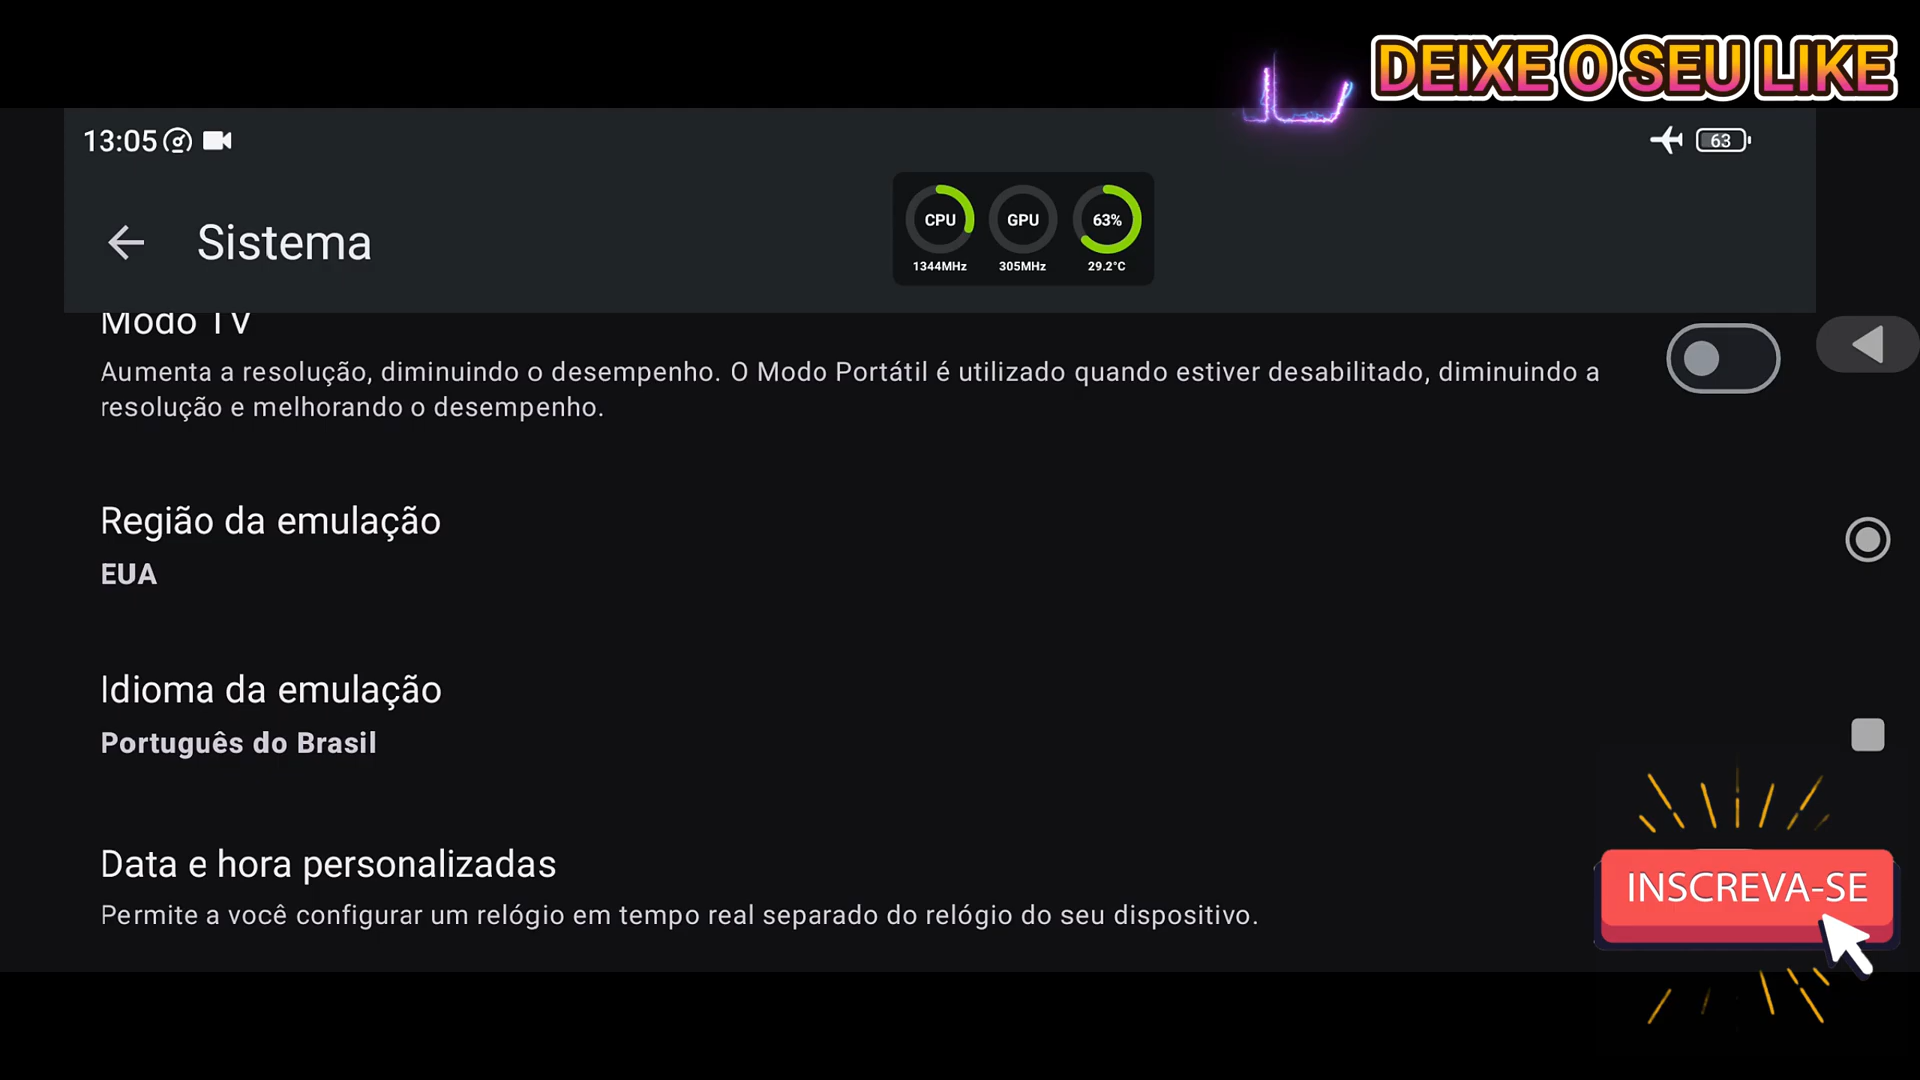 DEIXE O SEU LIKE
13:05
63
Sistema
CPU
GPU
63%
1344MHz
305MHz
29.2°C
Modo TV
Aumenta a resolução, diminuindo o desempenho. O Modo Portátil é utilizado quando estiver desabilitado, diminuindo a
resolução e melhorando o desempenho.
Região da emulação
EUA
Idioma da emulação
Português do Brasil
Data e hora personalizadas
Permite a você configurar um relógio em tempo real separado do relógio do seu dispositivo.
INSCREVA-SE